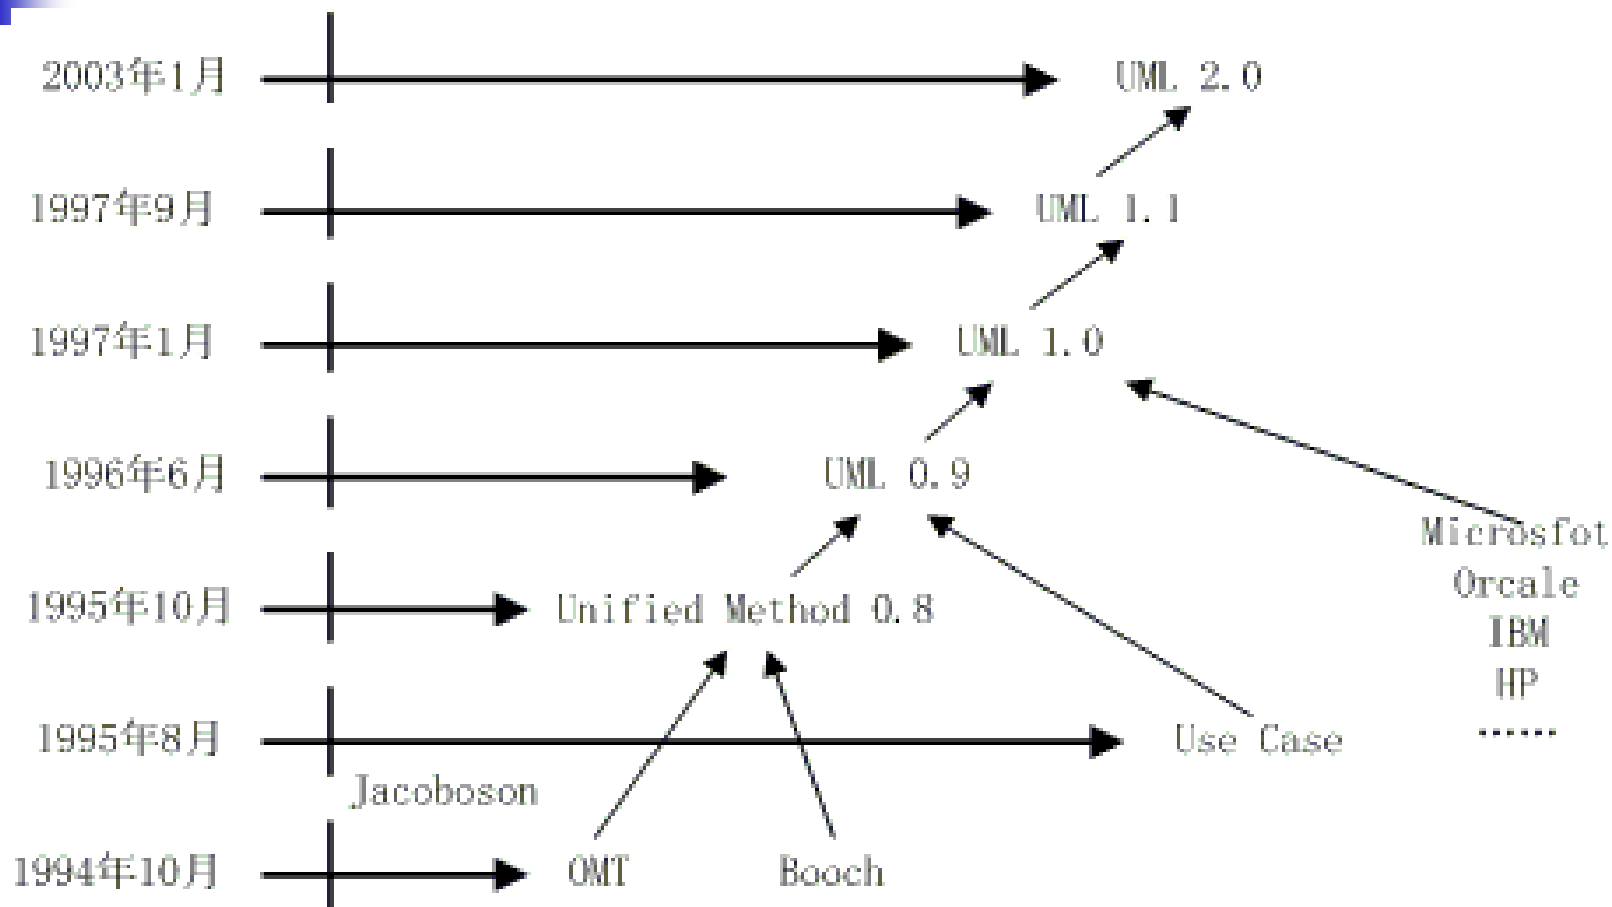 2003年1月 UML 2.0
1997年9月 UML 1.1
1997年1月 UML 1.0
1996年6月 UML 0.9
Microsfot
Orcale
1995年10月 Unified Method 0.8
IBM
HP
1995年8月 Use Case
......
Jacoboson
1994年10月 OMT Booch